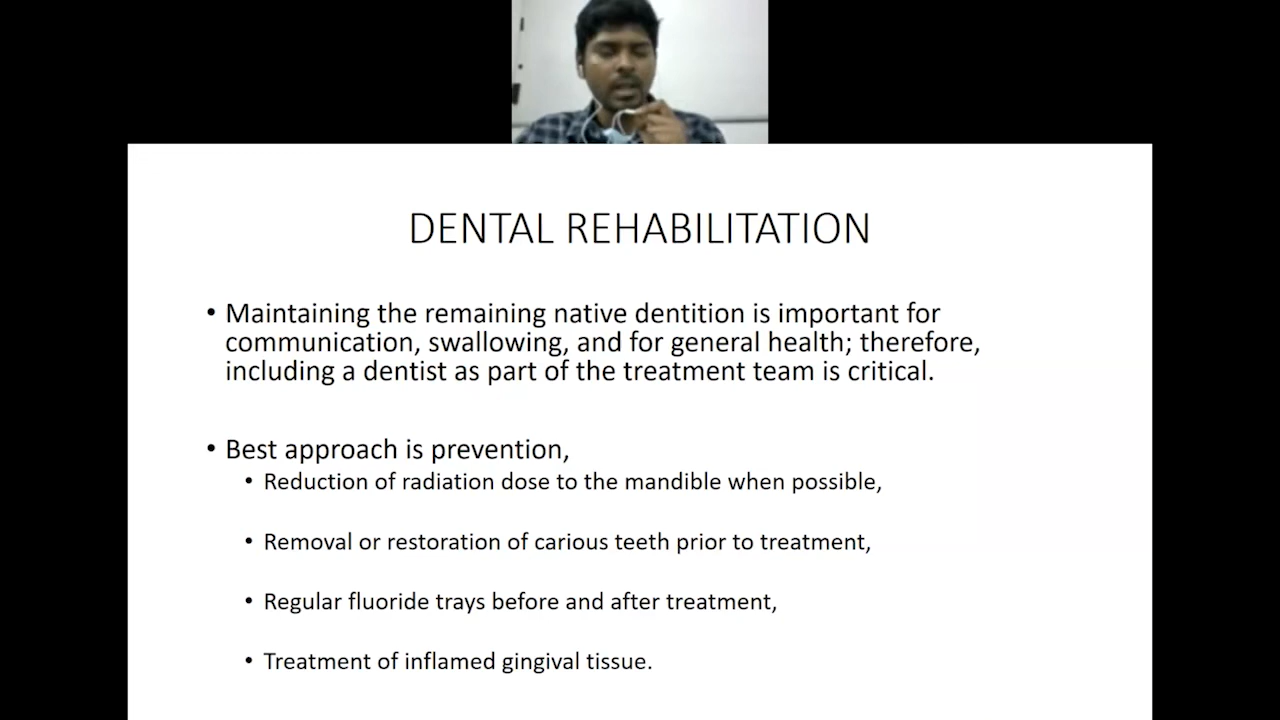 DENTAL REHABILITATION
• Maintaining the remaining native dentition is important for
communication, swallowing, and for general health; therefore,
including a dentist as part of the treatment team is critical.
• Best approach is prevention,
• Reduction of radiation dose to the mandible when possible,
• Removal or restoration of carious teeth prior to treatment,
• Regular fluoride trays before and after treatment,
• Treatment of inflamed gingival tissue.